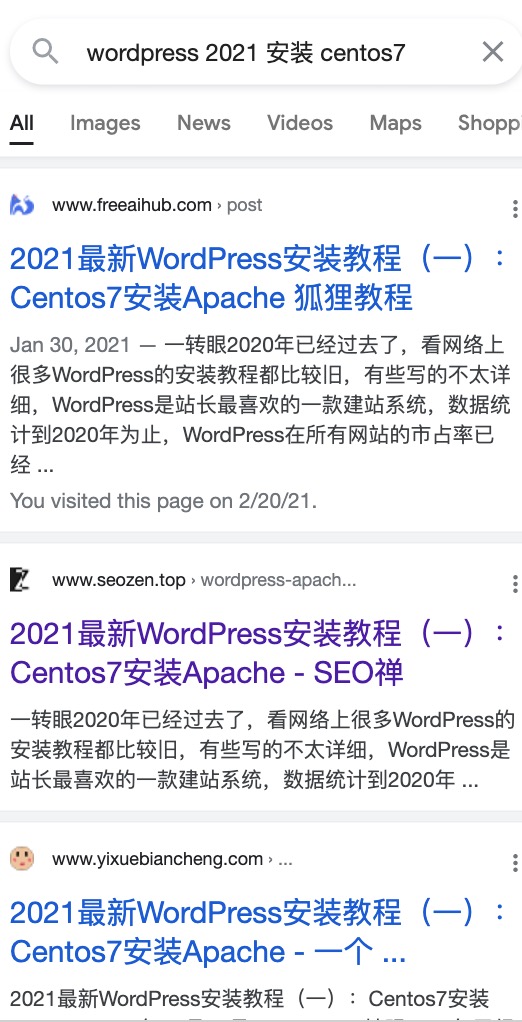 wordpress 2021 安装 centos7
All Images News Videos Maps Shopp
www.freeaihub.com › post
2021最新WordPress安装教程（一）：
Centos7安装Apache 狐狸教程
Jan 30, 2021 — 一转眼2020年已经过去了，看网络上
很多WordPress的安装教程都比较旧，有些写的不太详
细，WordPress是站长最喜欢的一款建站系统，数据统
计到2020年为止，WordPress在所有网站的市占率已
经 ...
You visited this page on 2/20/21.
www.seozen.top › wordpress-apach...
2021最新WordPress安装教程（一）：
Centos7安装Apache - SEO禅
一转眼2020年已经过去了，看网络上很多WordPress的
安装教程都比较旧，有些写的不太详细，WordPress是
站长最喜欢的一款建站系统，数据统计到2020年 ...
www.yixuebiancheng.com › ...
2021最新WordPress安装教程（一）：
Centos7安装Apache - 一个 ...
2021最新WordPress安装教程（一）：Centos7安装